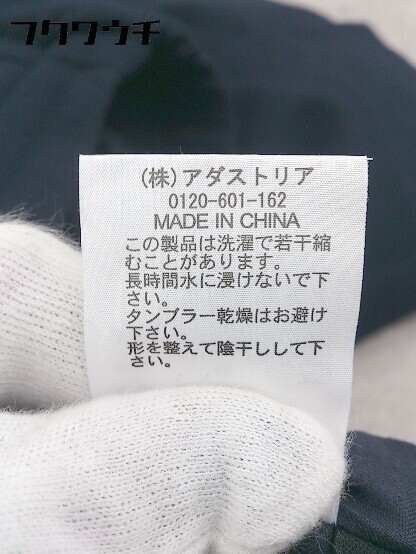 フクウウチ
(株)アダストリア
0120-601-162
MADE IN CHINA
この製品は洗濯で若干縮
むことがあります。
長時間水に浸けないで下
さい。
タンブラー乾燥はお避け
下さい。
形を整えて陰干しして下
さい。